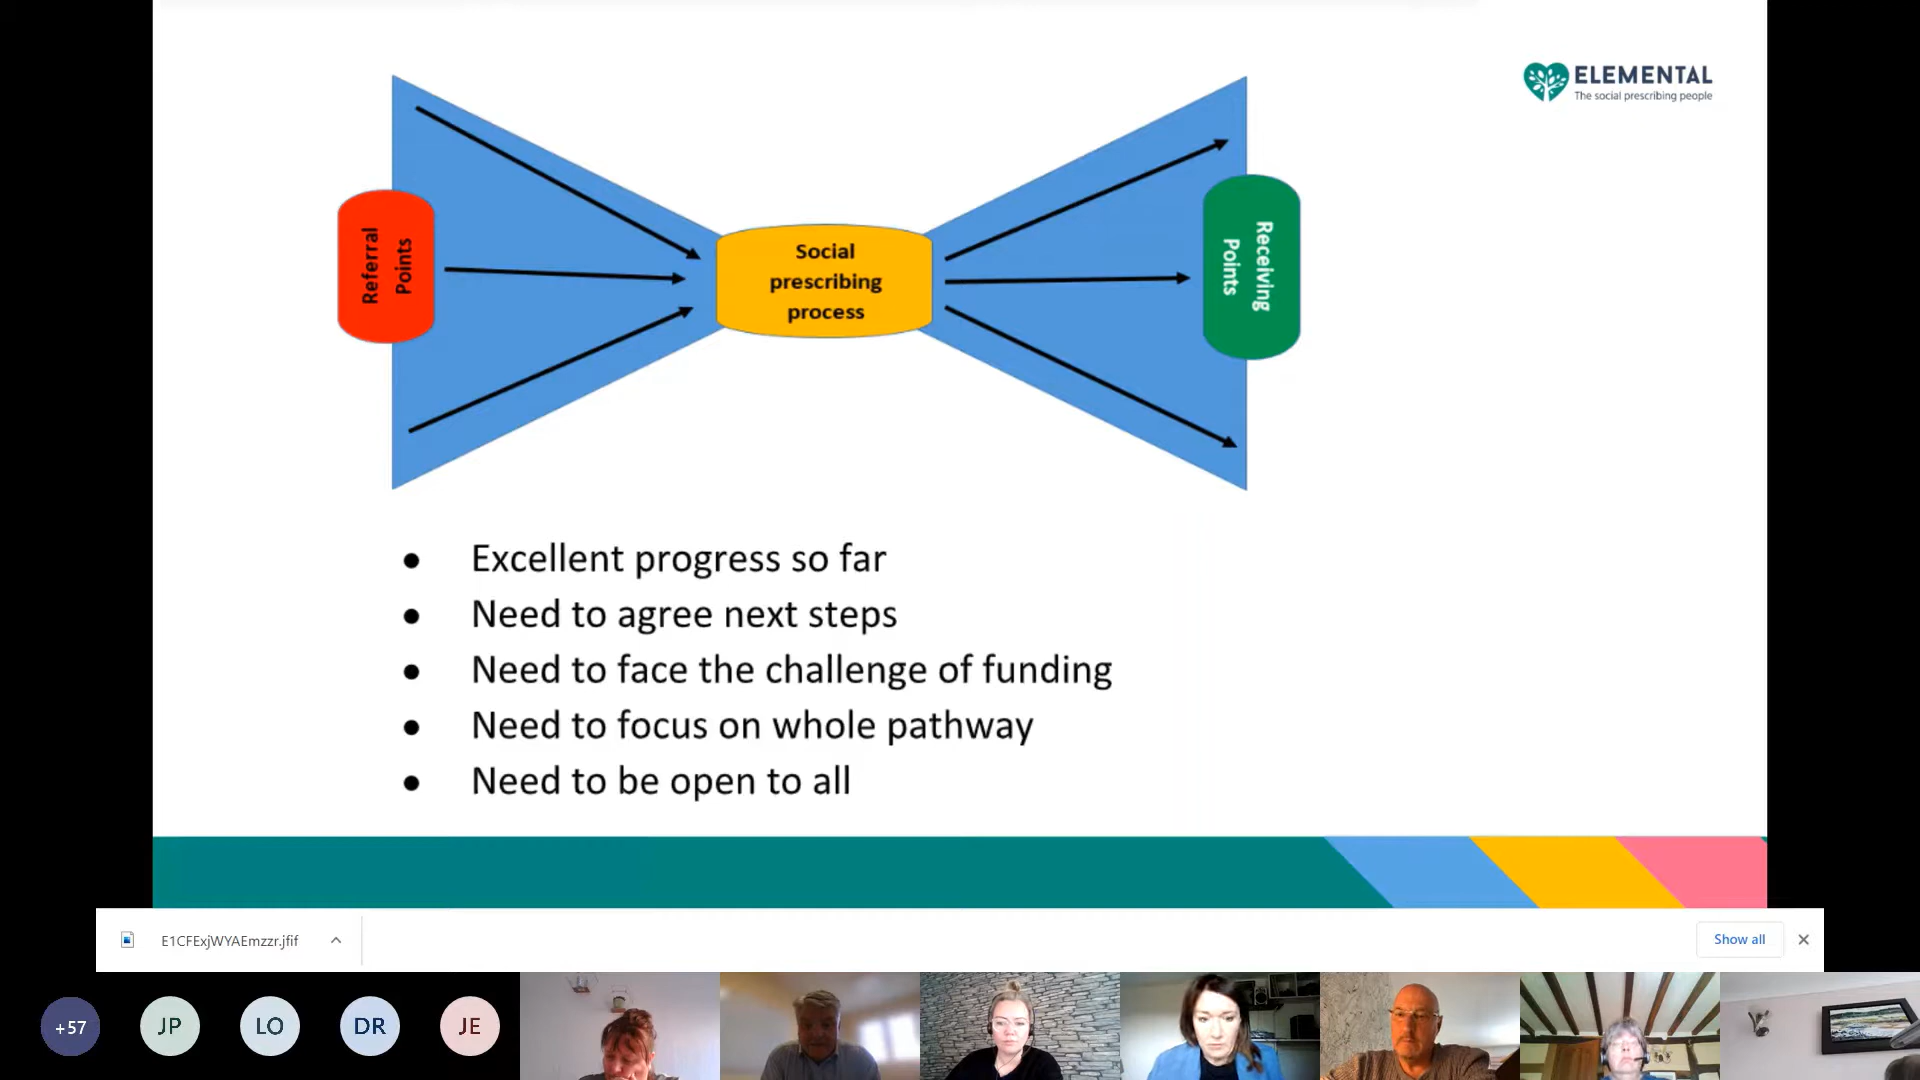 ELEMENTAL
The social prescribing people
Referral
Points
Social
prescribing
process
Receiving
Points
● Excellent progress so far
● Need to agree next steps
● Need to face the challenge of funding
● Need to focus on whole pathway
● Need to be open to all
E1CFExjWYAEmzzr.jfif
Show all
+57
JP
LO
DR
JE